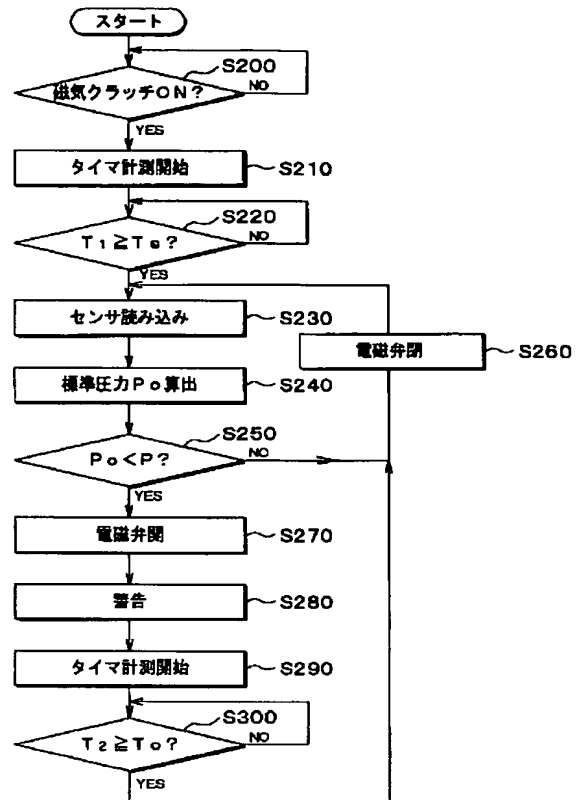 スタート
S200
磁気クラッチON?
NO
YES
タイマ計測開始
S210
S220
T₁≧Ts?
NO
YES
センサ読み込み
S230
電磁弁閉
S260
標準圧力Po算出
S240
S250
Po<P?
NO
YES
電磁弁開
S270
警告
S280
タイマ計測開始
S290
S300
T₂≧To?
NO
YES